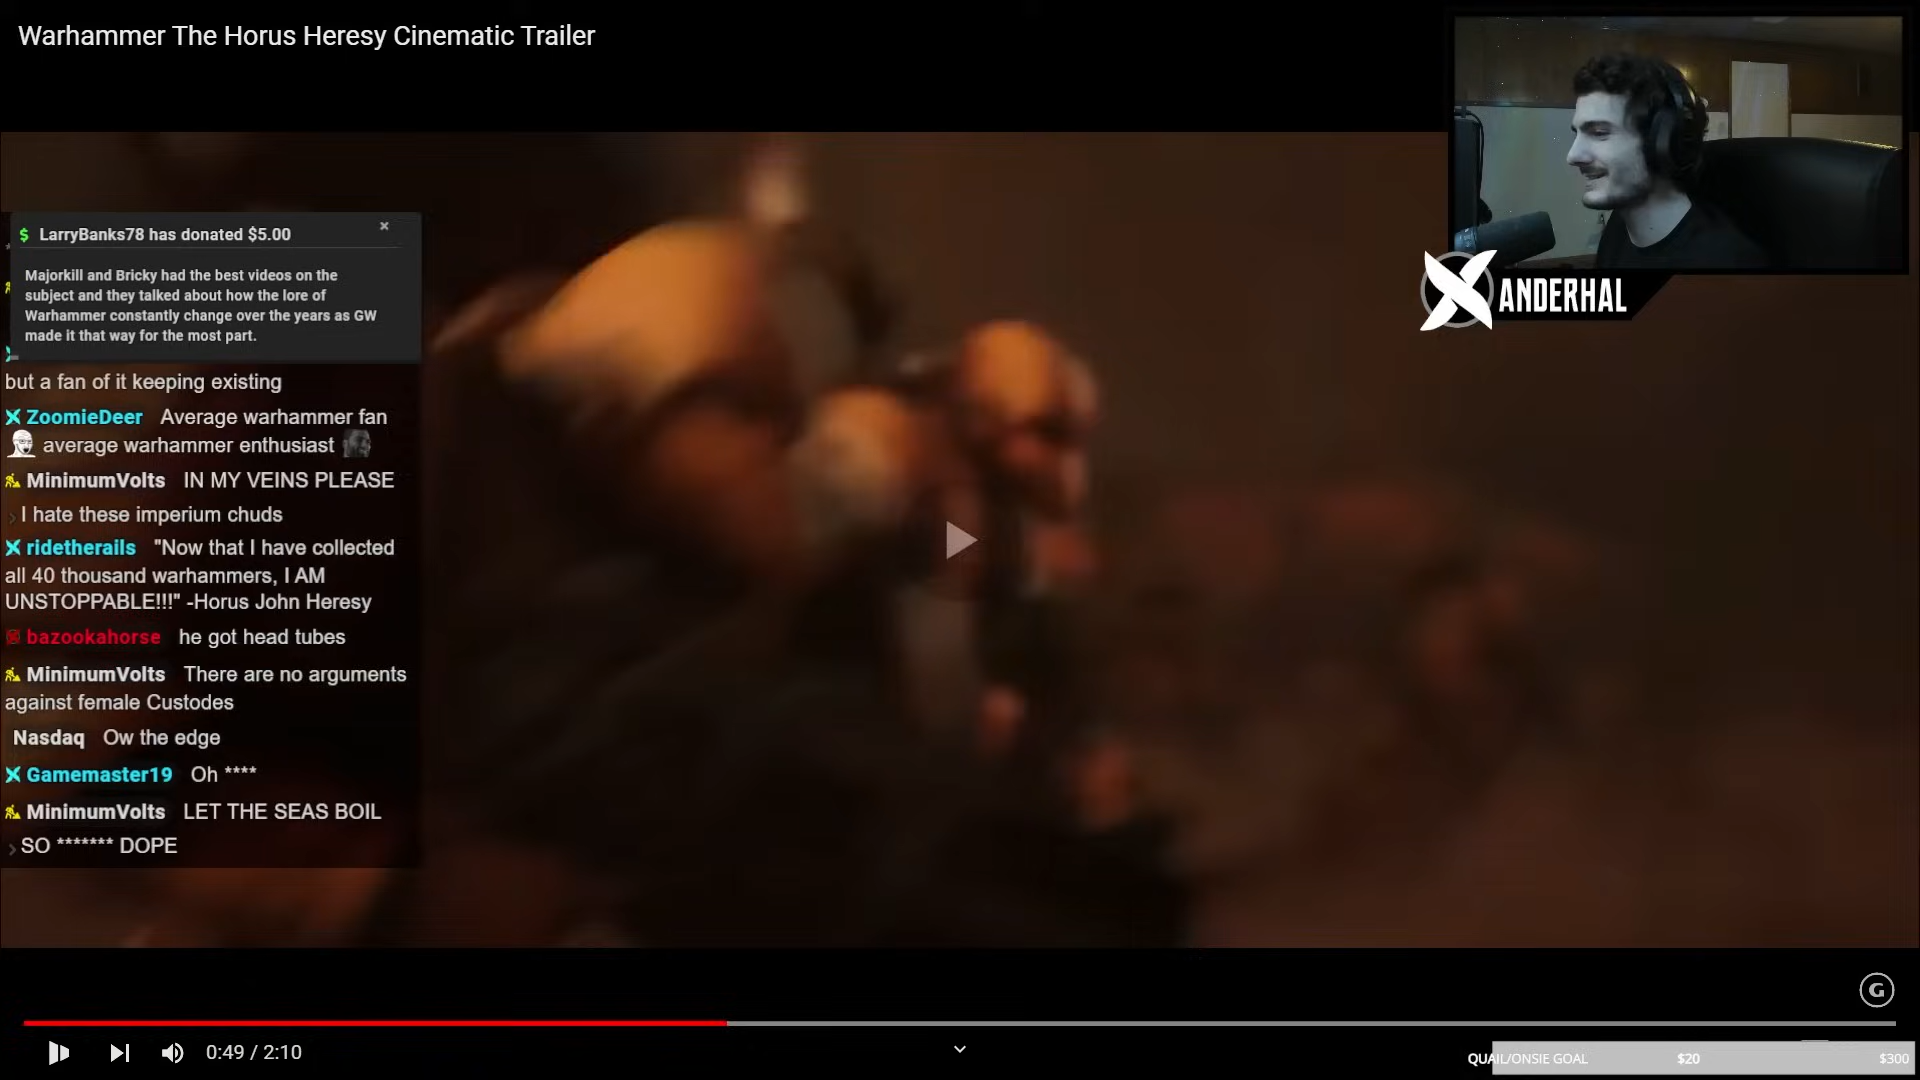 Warhammer The Horus Heresy Cinematic Trailer
XANDERHAL
$ LarryBanks78 has donated $5.00
Majorkill and Bricky had the best videos on the
subject and they talked about how the lore of
Warhammer constantly change over the years as GW
made it that way for the most part.
but a fan of it keeping existing
ZoomieDeer Average warhammer fan
average warhammer enthusiast
MinimumVolts IN MY VEINS PLEASE
I hate these imperium chuds
ridetherails "Now that I have collected
all 40 thousand warhammers, I AM
UNSTOPPABLE!!!" -Horus John Heresy
bazookahorse he got head tubes
MinimumVolts There are no arguments
against female Custodes
Nasdaq Ow the edge
Gamemaster19 Oh ****
MinimumVolts LET THE SEAS BOIL
SO ******* DOPE
G
0:49 / 2:10
QUAIL/ONSIE GOAL $20 $300